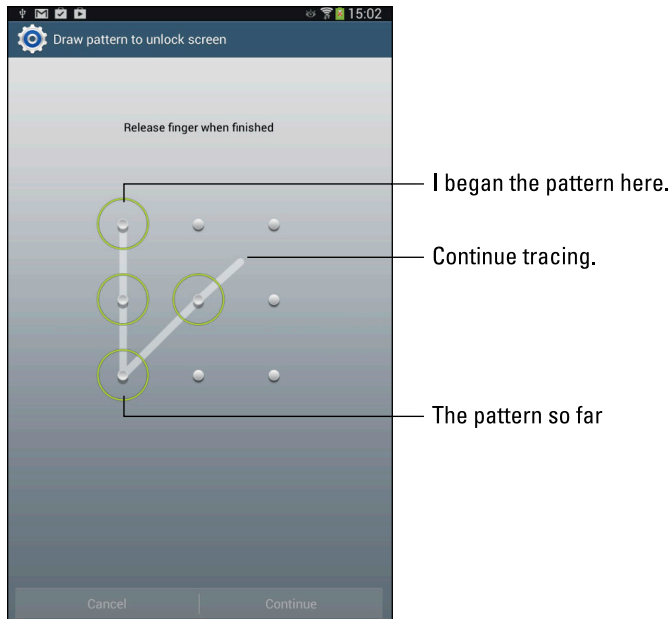 15:02
Draw pattern to unlock screen
Release finger when finished
I began the pattern here.
Continue tracing.
The pattern so far
Cancel
Continue